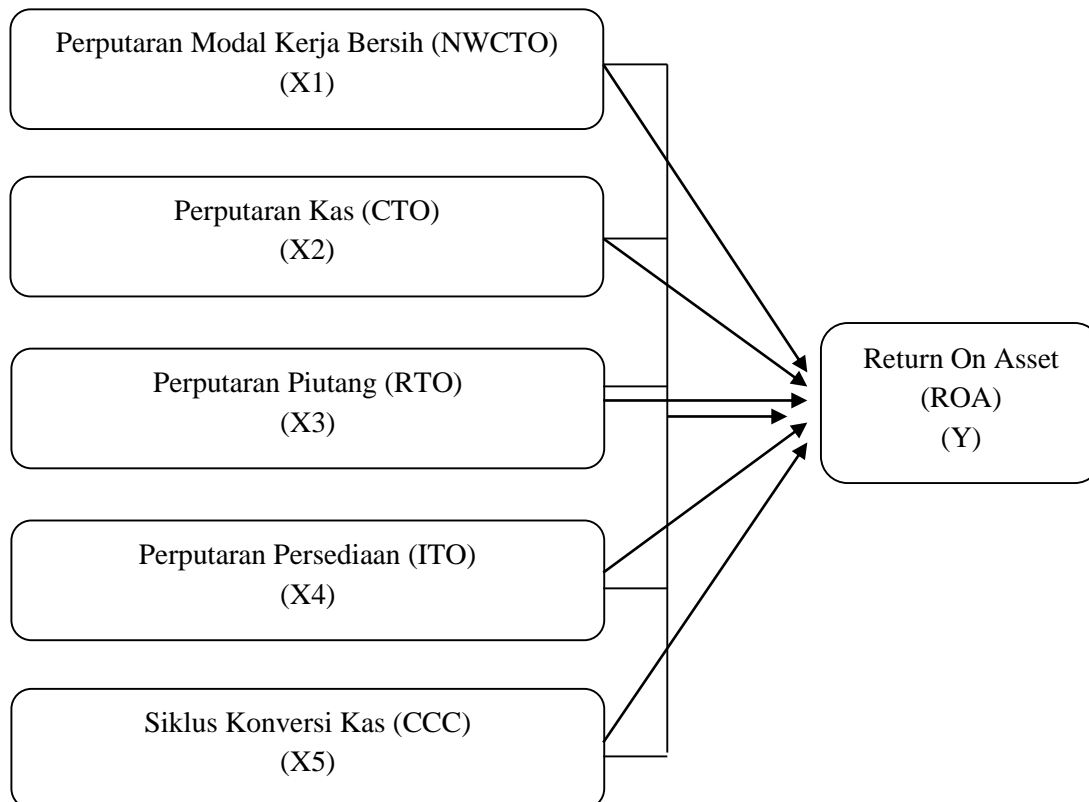 Perputaran Modal Kerja Bersih (NWCTO)
(X1)
Perputaran Kas (CTO)
(X2)
Perputaran Piutang (RTO)
(X3)
Return On Asset
(ROA)
(Y)
Perputaran Persediaan (ITO)
(X4)
Siklus Konversi Kas (CCC)
(X5)